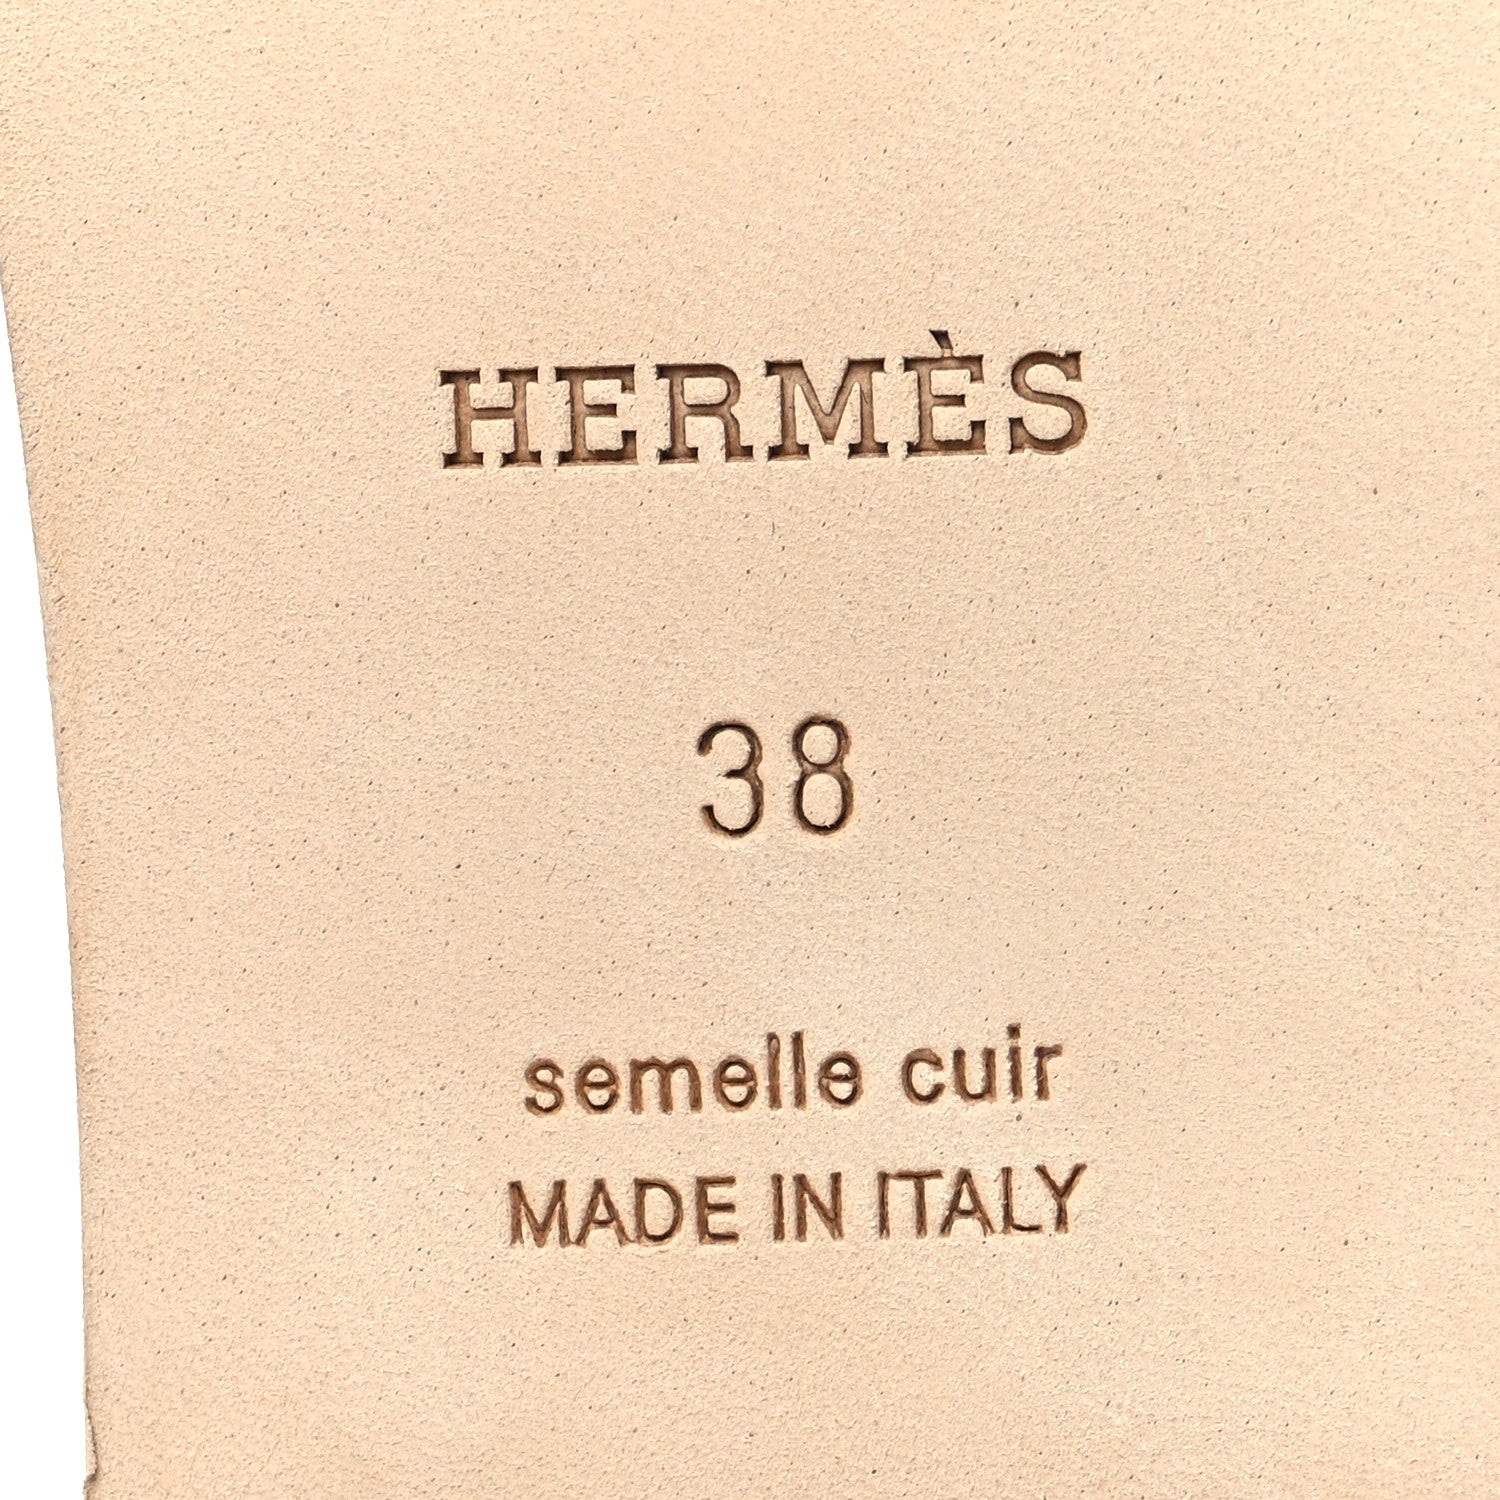 HERMÈS
38
semelle cuir
MADE IN ITALY